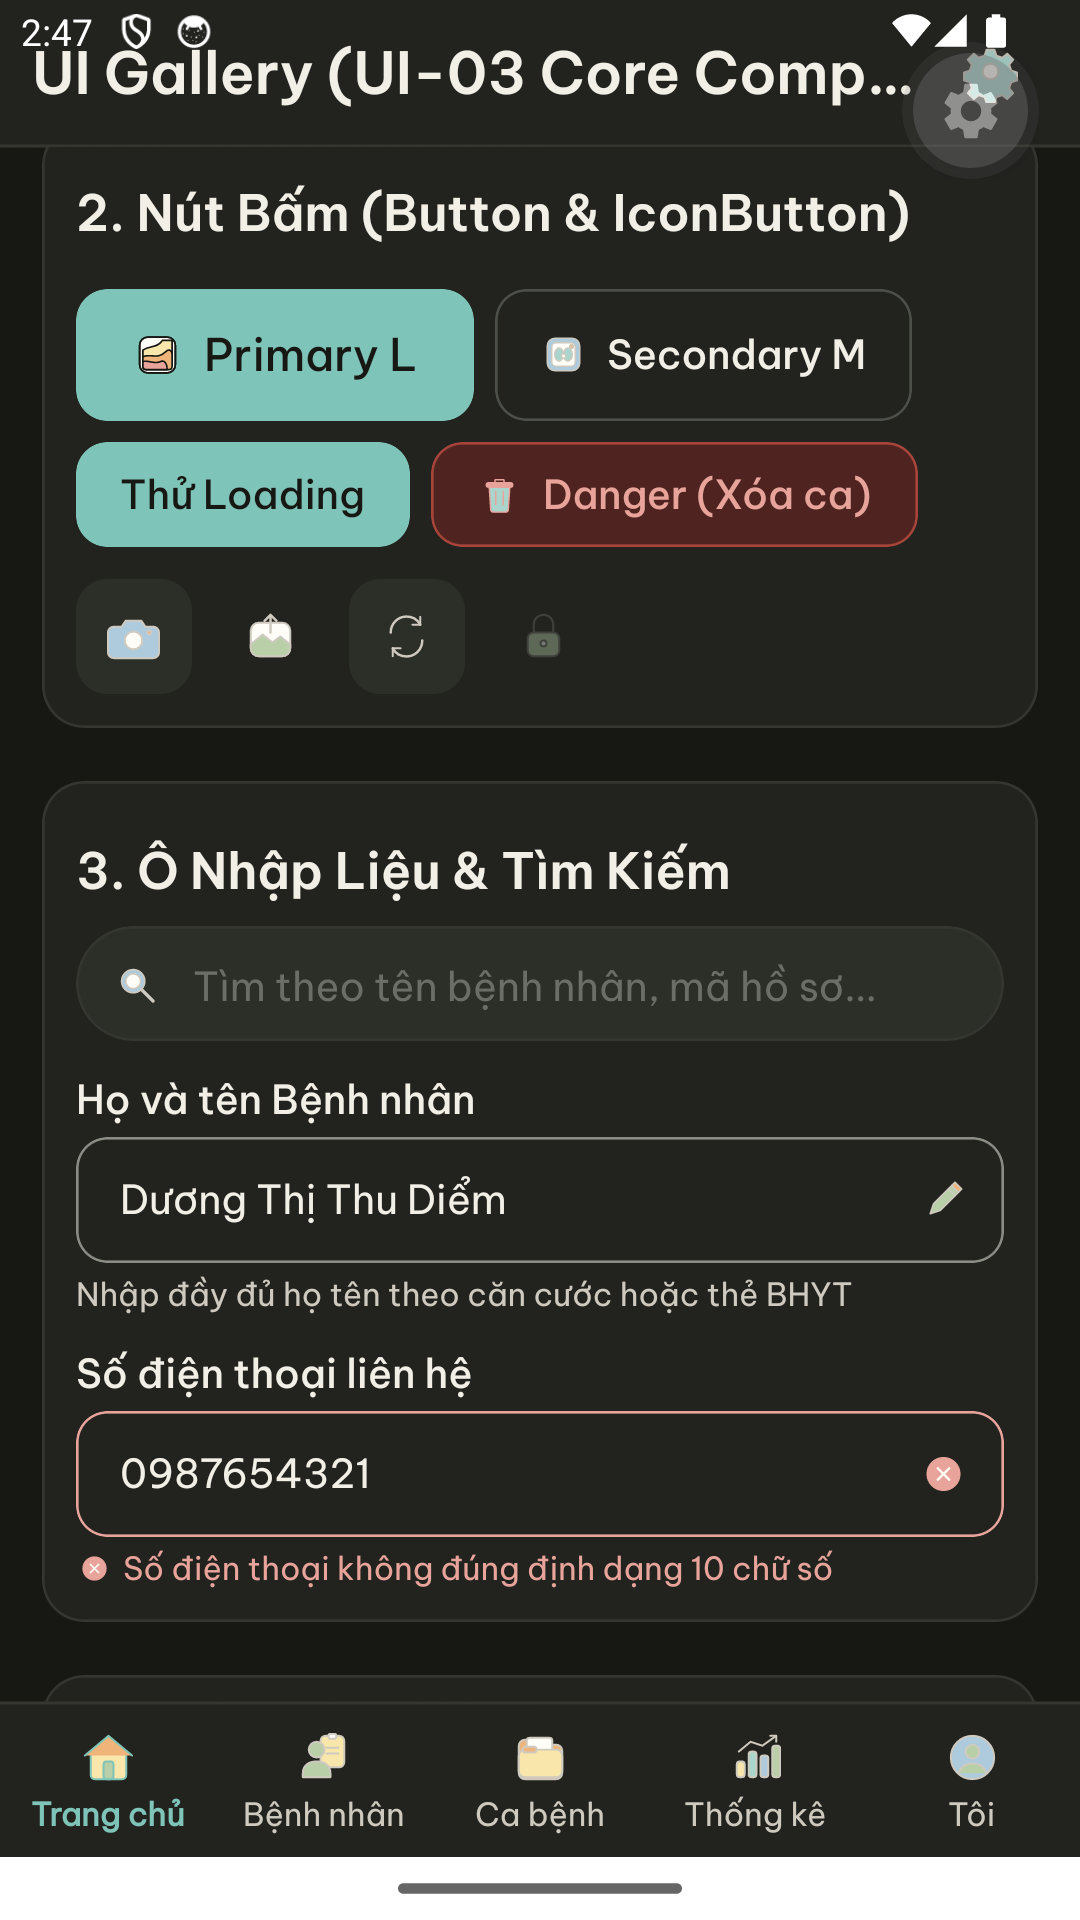 2:47
UI Gallery (UI-03 Core Comp...
2. Nút Bấm (Button & IconButton)
Primary L
Secondary M
Thử Loading
Danger (Xóa ca)
3. Ô Nhập Liệu & Tìm Kiếm
Tìm theo tên bệnh nhân, mã hồ sơ...
Họ và tên Bệnh nhân
Dương Thị Thu Diểm
Nhập đầy đủ họ tên theo căn cước hoặc thẻ BHYT
Số điện thoại liên hệ
0987654321
Số điện thoại không đúng định dạng 10 chữ số
Trang chủ
Bệnh nhân
Ca bệnh
Thống kê
Tôi